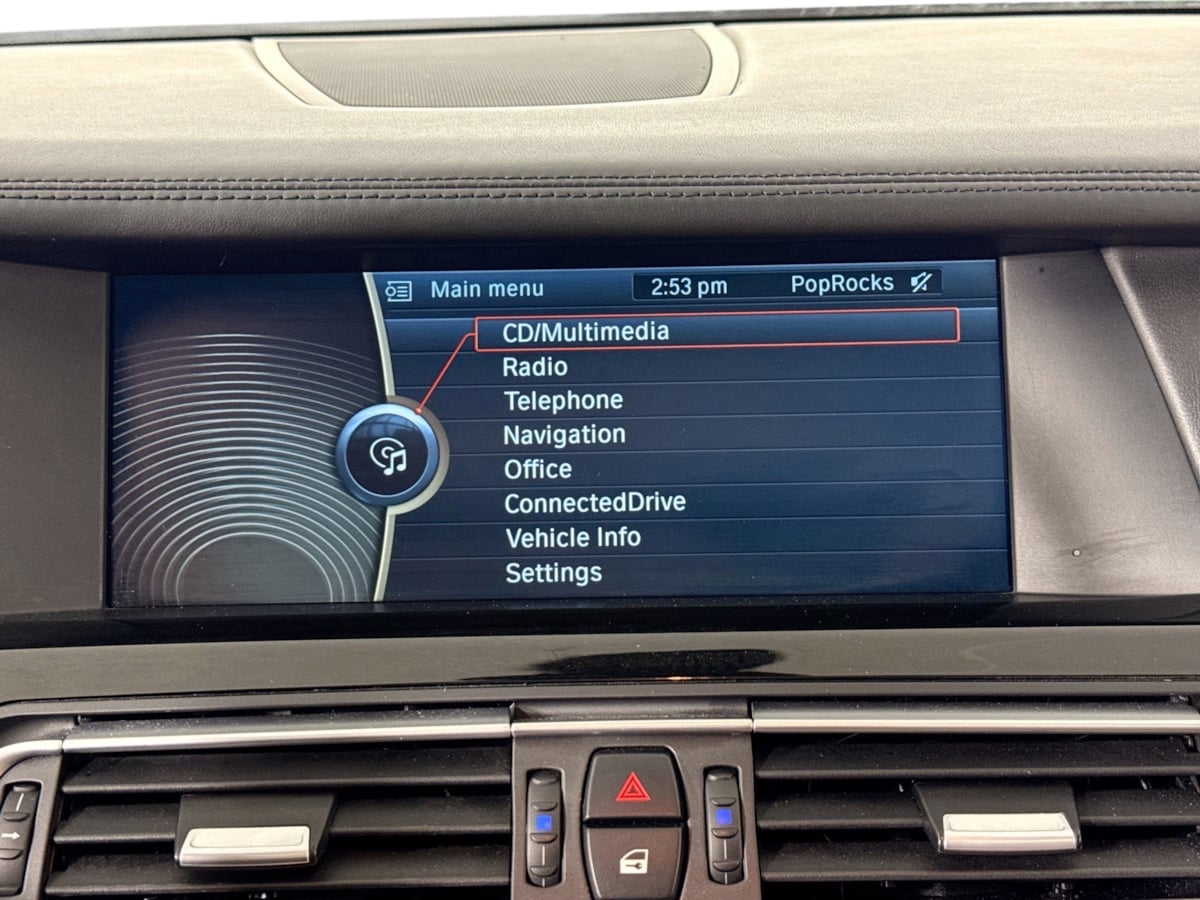 Main menu 2:53 pm PopRocks
CD/Multimedia
Radio
Telephone
Navigation
Office
ConnectedDrive
Vehicle Info
Settings